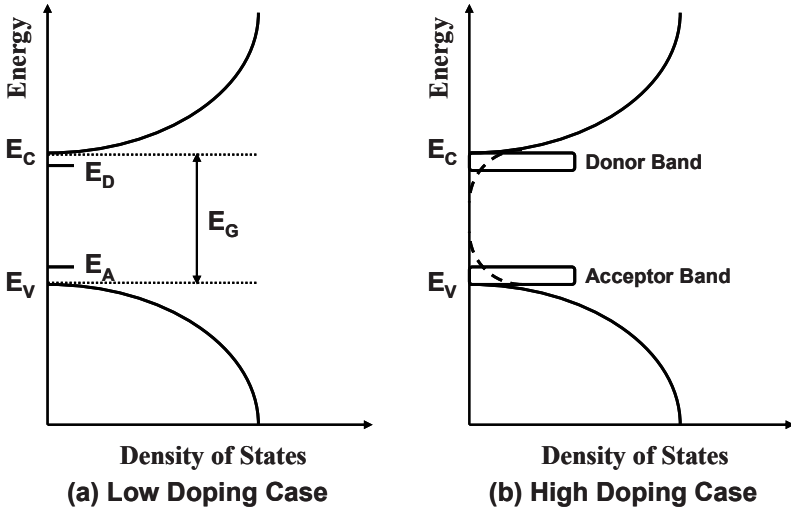 Energy
E_C
E_D
E_G
E_A
E_V
Density of States
(a) Low Doping Case
Energy
E_C
Donor Band
Acceptor Band
E_V
Density of States
(b) High Doping Case